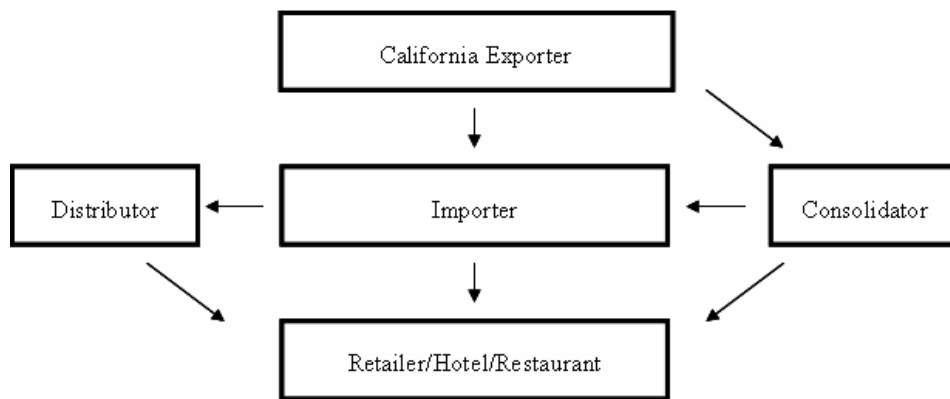 California Exporter
Distributor
Importer
Consolidator
Retailer/Hotel/Restaurant